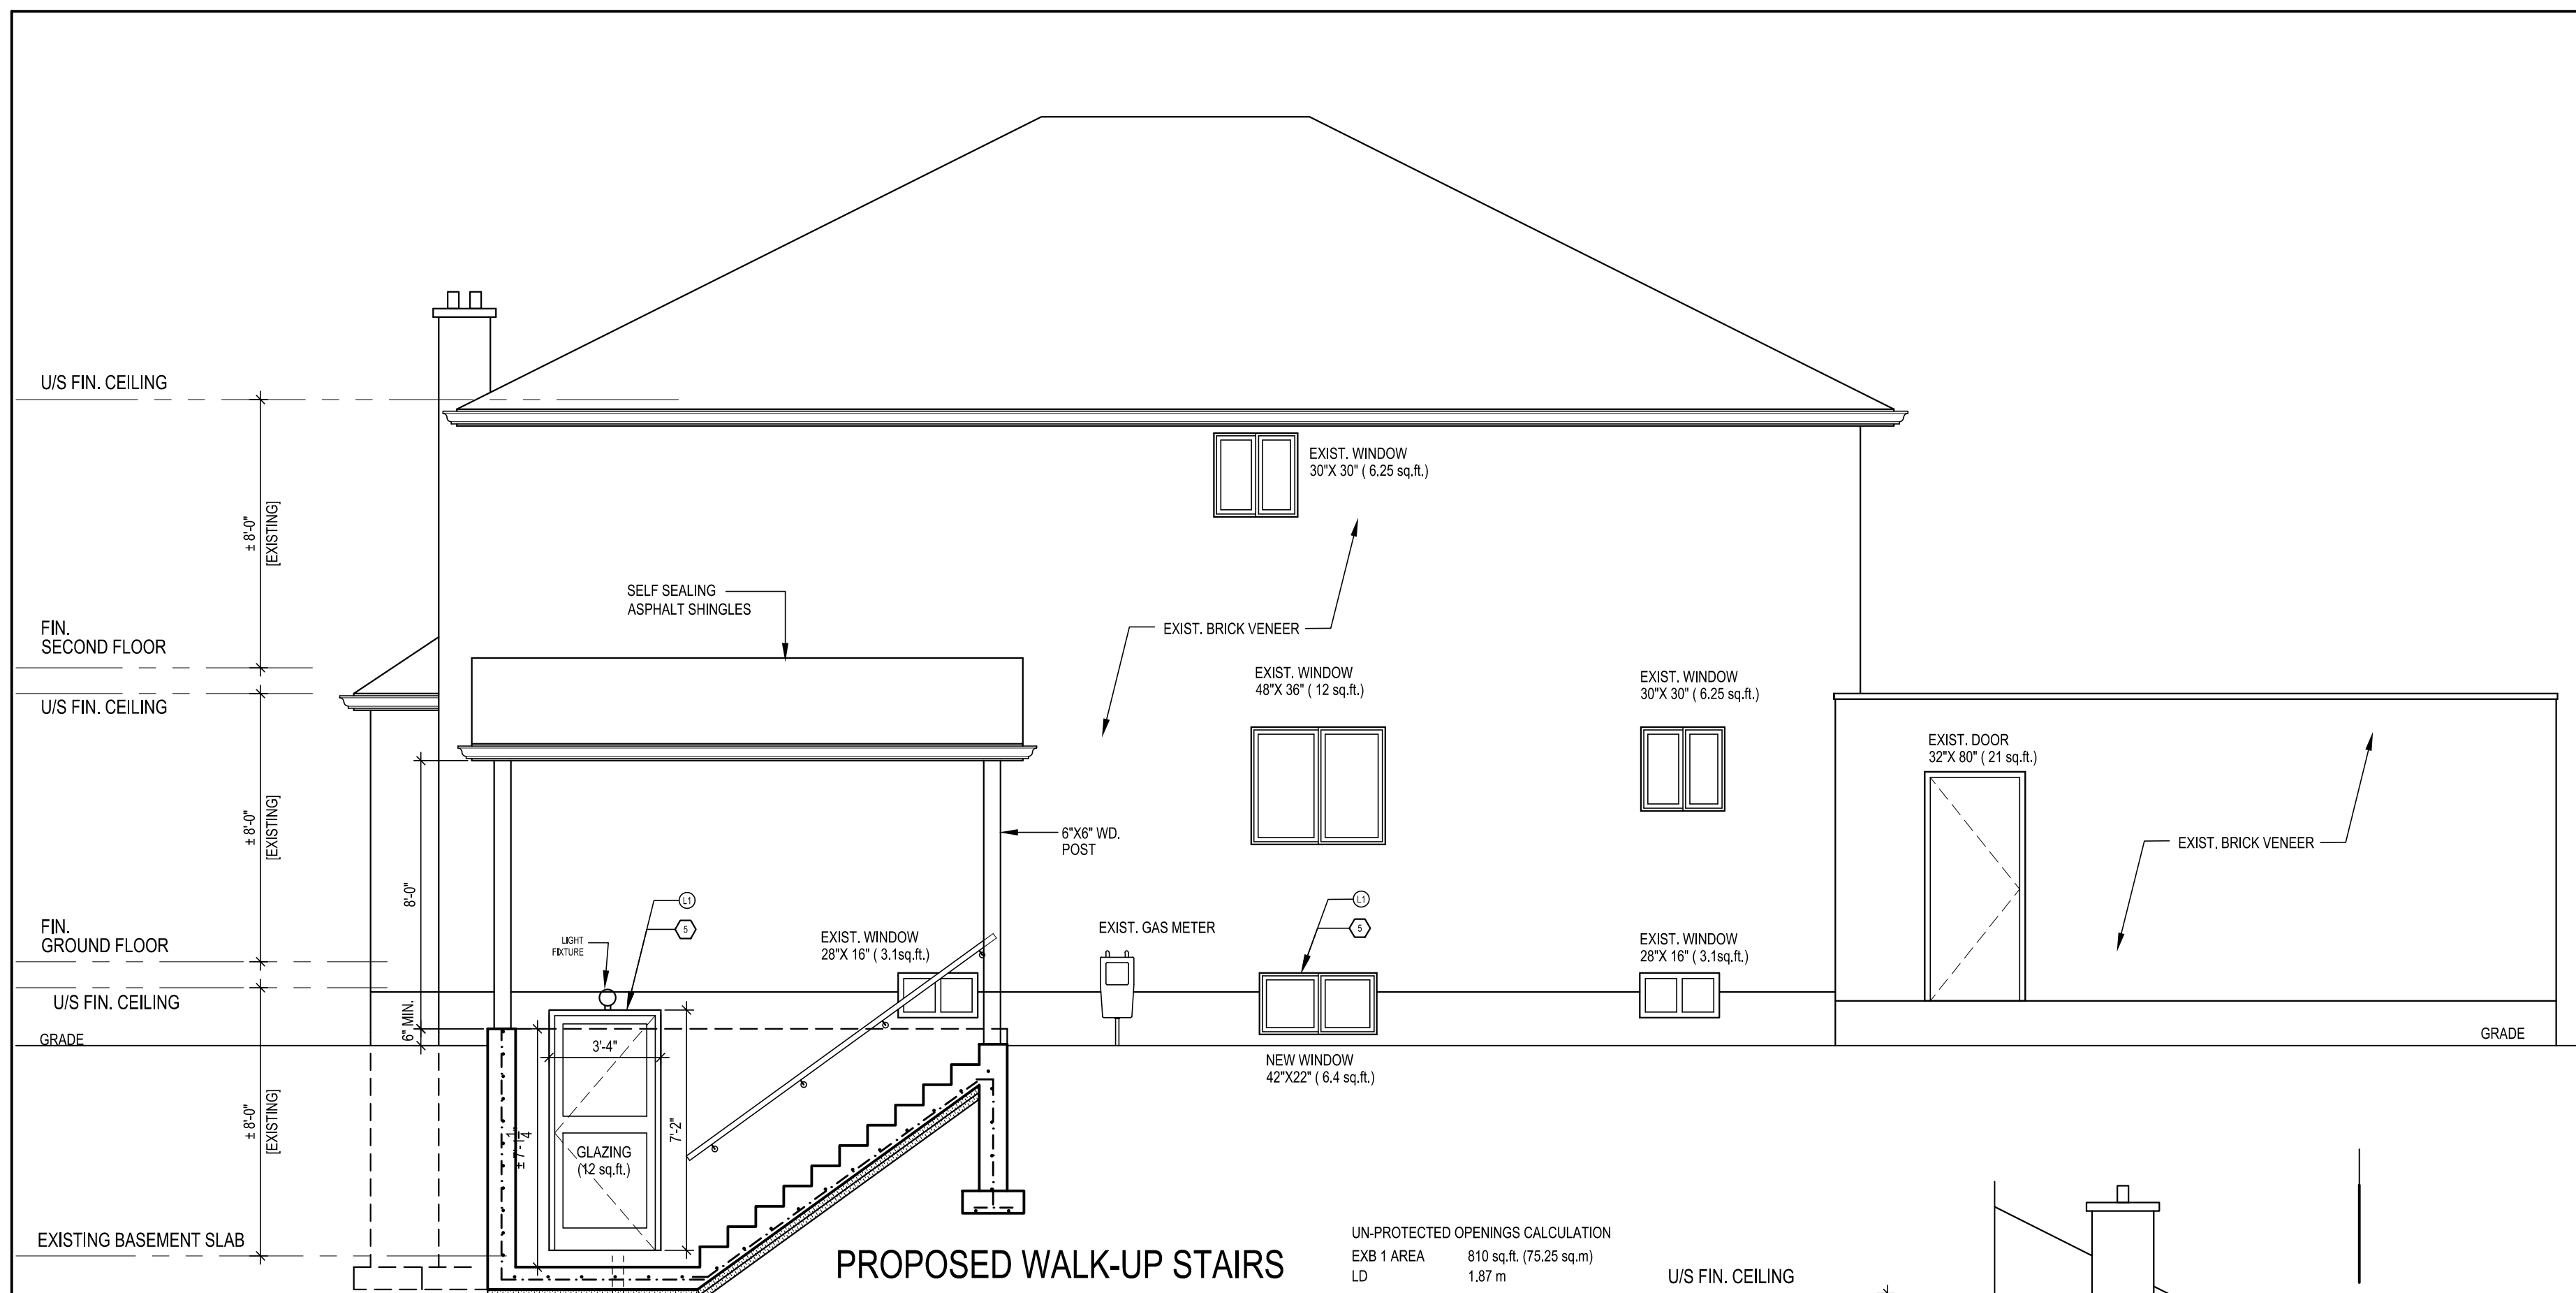 U/S FIN. CEILING
± 8'-0"
[EXISTING]
FIN.
SECOND FLOOR
U/S FIN. CEILING
± 8'-0"
[EXISTING]
FIN.
GROUND FLOOR
U/S FIN. CEILING
GRADE
± 8'-0"
[EXISTING]
EXISTING BASEMENT SLAB
EXIST. WINDOW
30"X 30" ( 6.25 sq.ft.)
SELF SEALING
ASPHALT SHINGLES
EXIST. BRICK VENEER
EXIST. WINDOW
48"X 36" ( 12 sq.ft.)
EXIST. WINDOW
30"X 30" ( 6.25 sq.ft.)
EXIST. DOOR
32"X 80" ( 21 sq.ft.)
EXIST. BRICK VENEER
6"X6" WD.
POST
8'-0"
6" MIN.
LIGHT
FIXTURE
L1
5
EXIST. WINDOW
28"X 16" ( 3.1sq.ft.)
EXIST. GAS METER
L1
5
EXIST. WINDOW
28"X 16" ( 3.1sq.ft.)
GRADE
3'-4"
7'-2"
± 7'-1 1/4"
GLAZING
(12 sq.ft.)
NEW WINDOW
42"X22" ( 6.4 sq.ft.)
PROPOSED WALK-UP STAIRS
UN-PROTECTED OPENINGS CALCULATION
EXB 1 AREA 810 sq.ft. (75.25 sq.m)
LD 1.87 m
U/S FIN. CEILING